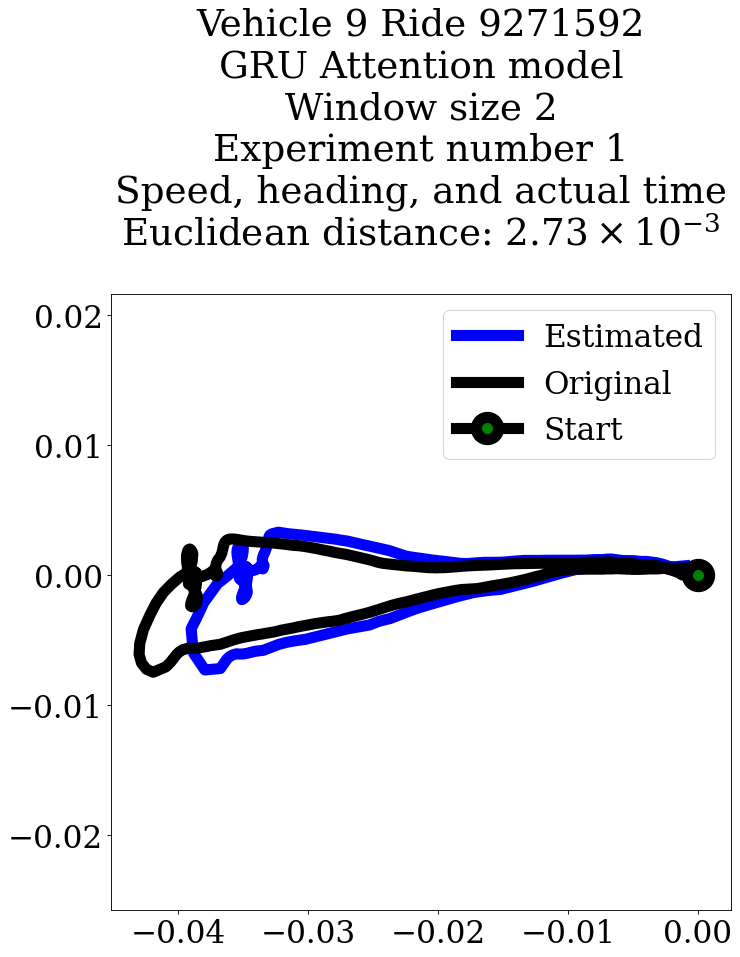 Vehicle 9 Ride 9271592
GRU Attention model
Window size 2
Experiment number 1
Speed, heading, and actual time
Euclidean distance: 2.73 × 10⁻³
0.02
0.01
0.00
−0.01
−0.02
Estimated
Original
Start
−0.04 −0.03 −0.02 −0.01 0.00